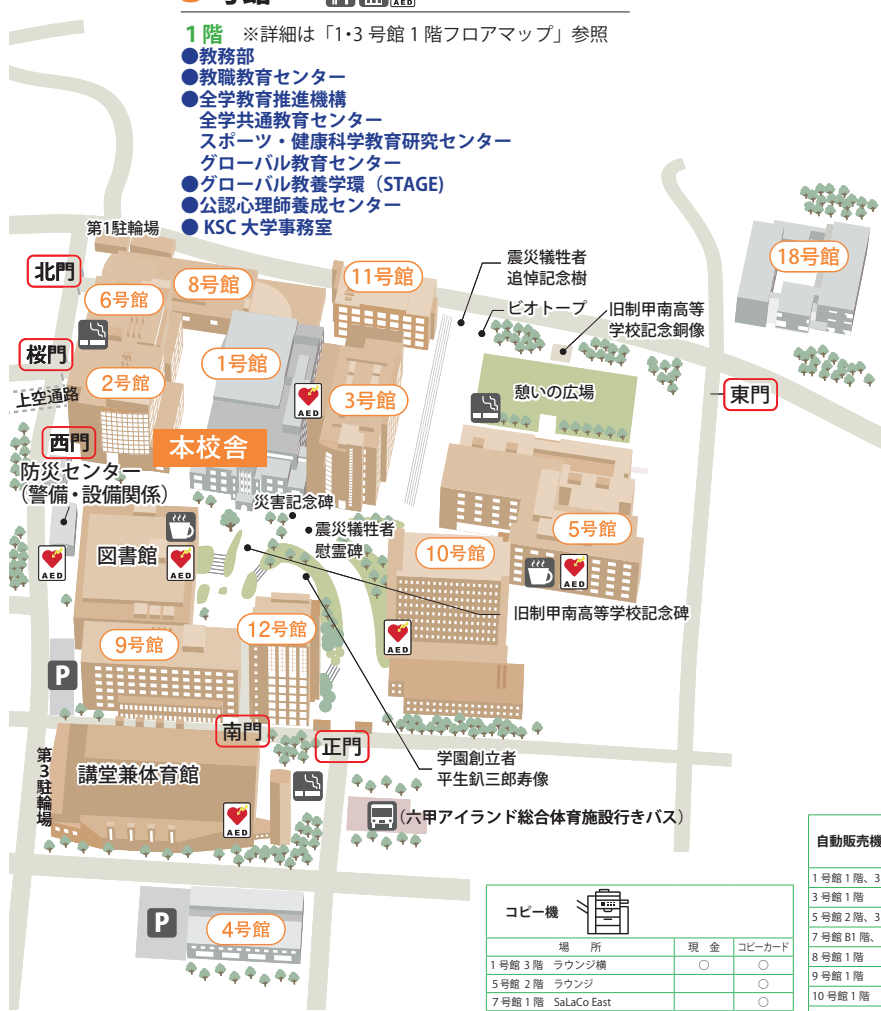 号館
AED
1階 ※詳細は「1・3 号館 1 階フロアマップ」参照
●教務部
●教職教育センター
●全学教育推進機構
全学共通教育センター
スポーツ・健康科学教育研究センター
グローバル教育センター
●グローバル教養学環（STAGE)
●公認心理師養成センター
● KSC 大学事務室
第1駐輪場
北門
6号館
8号館
11号館
震災犠牲者
追悼記念樹
ビオトープ
旧制甲南高等
学校記念銅像
18号館
桜門
2号館
1号館
AED
3号館
憩いの広場
東門
上空通路
西門
本校舎
防災センター
（警備・設備関係）
災害記念碑
震災犠牲者
慰霊碑
図書館
AED
AED
10号館
5号館
AED
旧制甲南高等学校記念碑
9号館
12号館
AED
P
南門
正門
学園創立者
平生釟三郎寿像
第3駐輪場
講堂兼体育館
AED
（六甲アイランド総合体育施設行きバス）
P
4号館
コピー機
場 所 現 金 コピーカード
1 号館 3 階 ラウンジ横 ○ ○
5 号館 2 階 ラウンジ ○
7 号館 1 階 SaLaCo East ○
自動販売機
1 号館 1 階、3
3 号館 1 階
5 号館 2 階、3
7 号館 B1 階、
8 号館 1 階
9 号館 1 階
10 号館 1 階